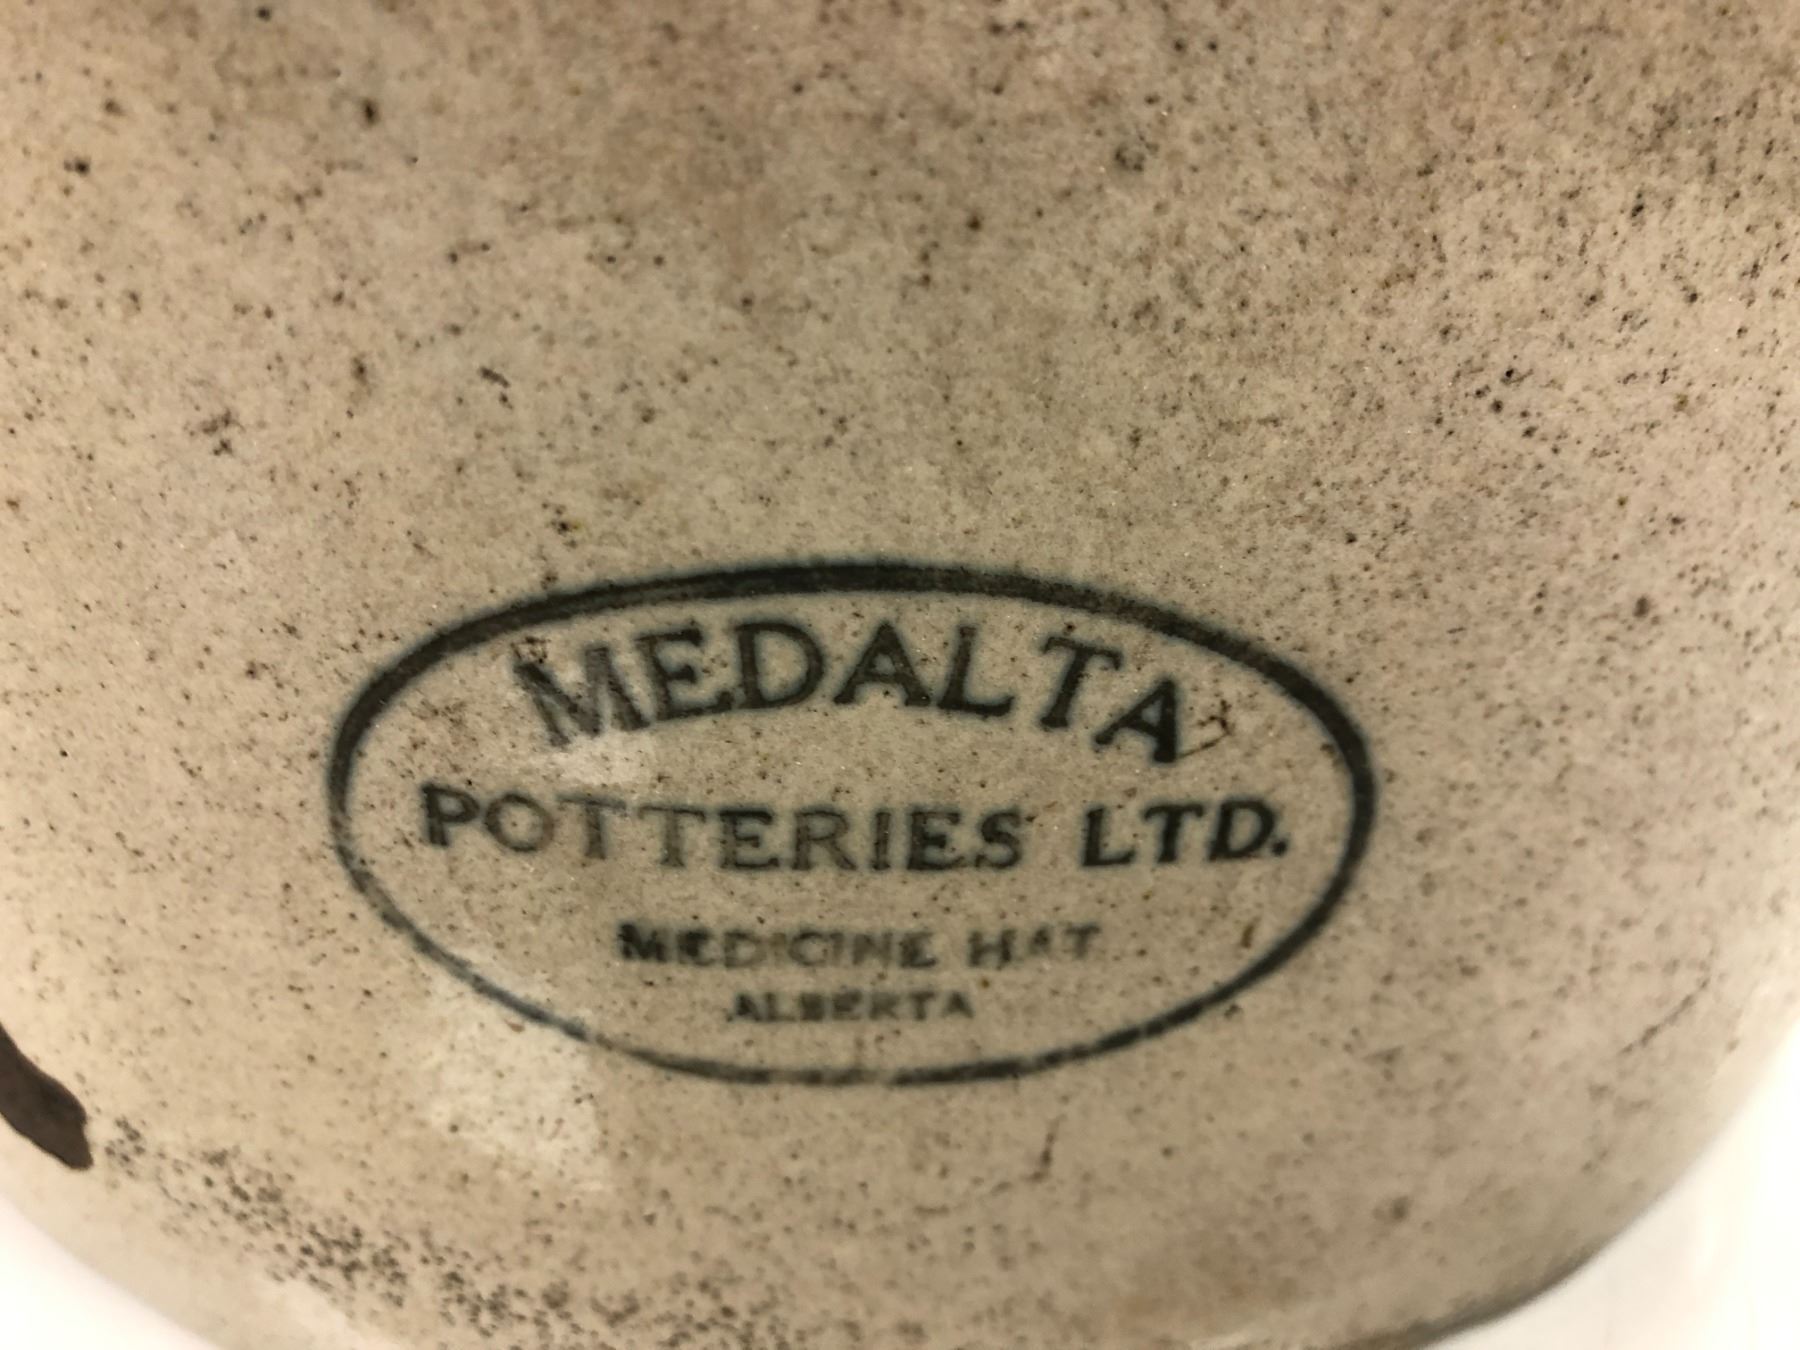 MEDALTA
POTTERIES LTD.
MEDICINE HAT
ALBERTA